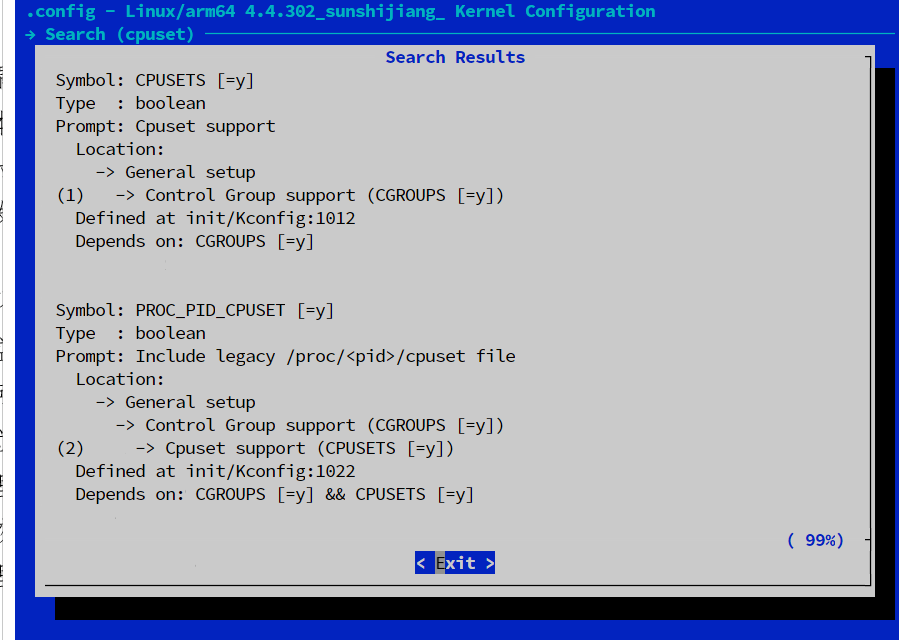 .config - Linux/arm64 4.4.302_sunshijiang_ Kernel Configuration
→ Search (cpuset)
Search Results
Symbol: CPUSETS [=y]
Type  : boolean
Prompt: Cpuset support
  Location:
    -> General setup
(1)   -> Control Group support (CGROUPS [=y])
  Defined at init/Kconfig:1012
  Depends on: CGROUPS [=y]
Symbol: PROC_PID_CPUSET [=y]
Type  : boolean
Prompt: Include legacy /proc/<pid>/cpuset file
  Location:
    -> General setup
      -> Control Group support (CGROUPS [=y])
(2)     -> Cpuset support (CPUSETS [=y])
  Defined at init/Kconfig:1022
  Depends on: CGROUPS [=y] && CPUSETS [=y]
( 99%)
< Exit >